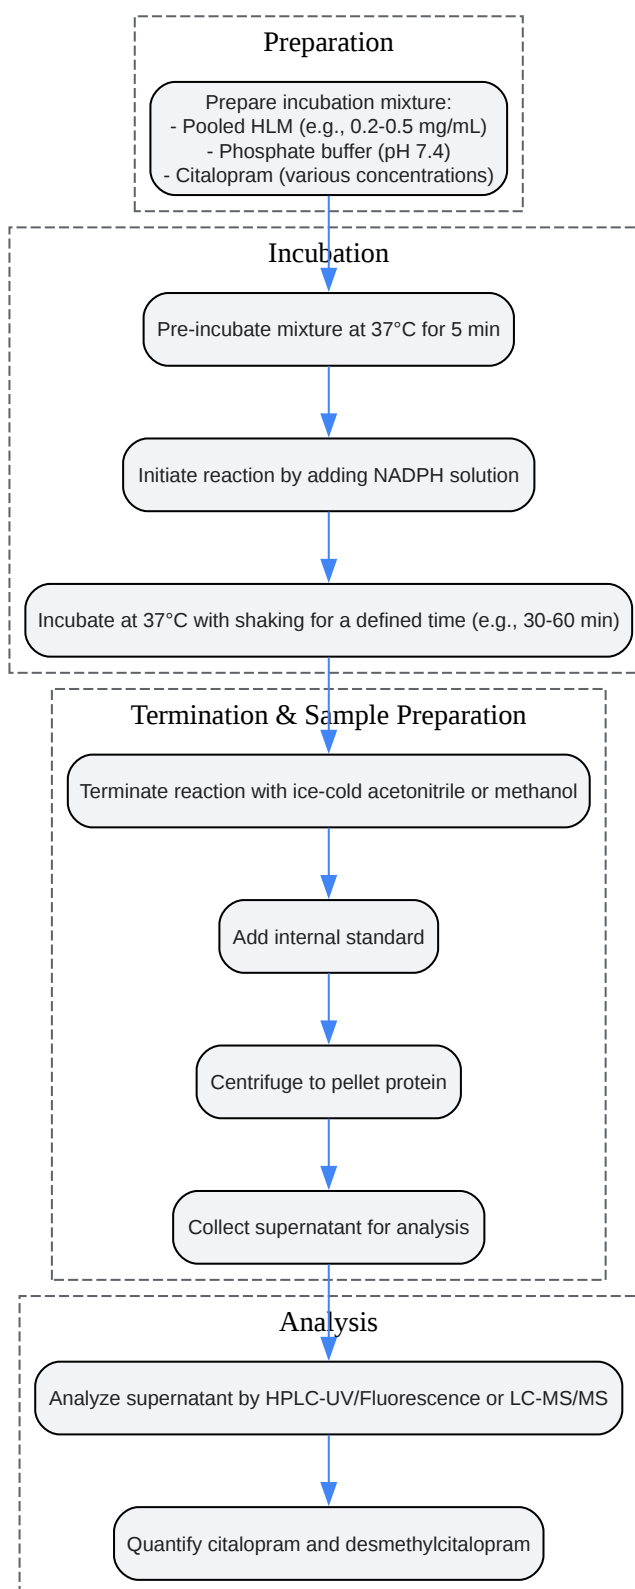 Preparation
Prepare incubation mixture:
- Pooled HLM (e.g., 0.2-0.5 mg/mL)
- Phosphate buffer (pH 7.4)
- Citalopram (various concentrations)
Incubation
Pre-incubate mixture at 37°C for 5 min
Initiate reaction by adding NADPH solution
Incubate at 37°C with shaking for a defined time (e.g., 30-60 min)
Termination & Sample Preparation
Terminate reaction with ice-cold acetonitrile or methanol
Add internal standard
Centrifuge to pellet protein
Collect supernatant for analysis
Analysis
Analyze supernatant by HPLC-UV/Fluorescence or LC-MS/MS
Quantify citalopram and desmethylcitalopram